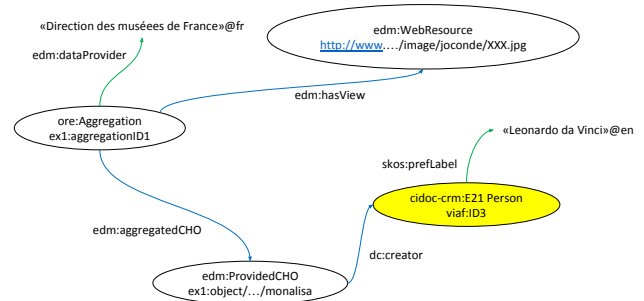 «Direction des muséees de France»@fr
edm:dataProvider
edm:WebResource
http://www..../image/joconde/XXX.jpg
edm:hasView
ore:Aggregation
ex1:aggregationID1
«Leonardo da Vinci»@en
skos:prefLabel
cidoc-crm:E21 Person
viaf:ID3
edm:aggregatedCHO
dc:creator
edm:ProvidedCHO
ex1:object/.../monalisa